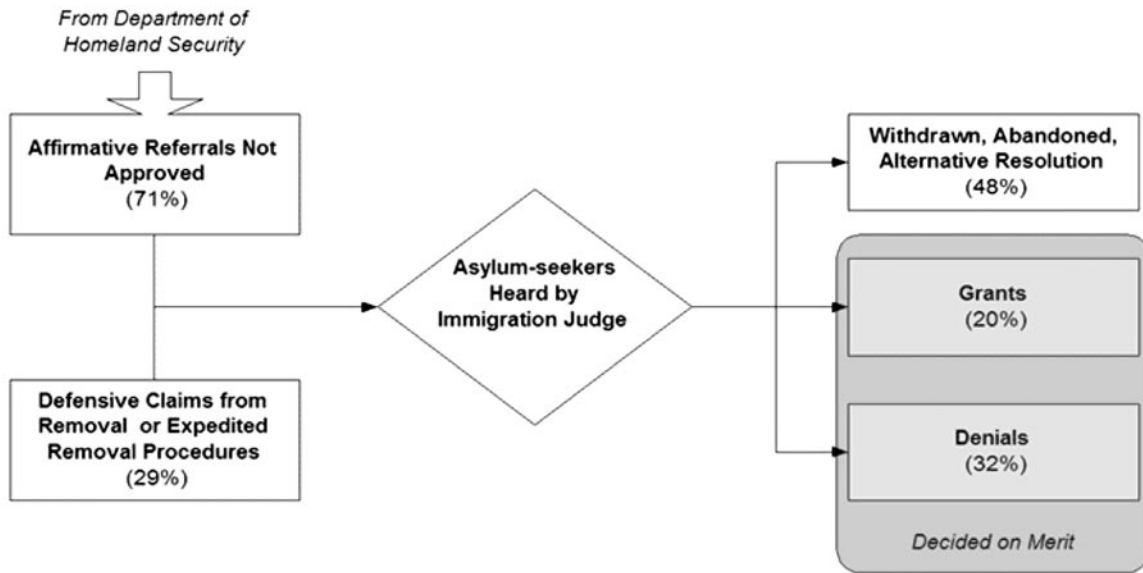 From Department of
Homeland Security
Affirmative Referrals Not
Approved
(71%)
Defensive Claims from
Removal or Expedited
Removal Procedures
(29%)
Asylum-seekers
Heard by
Immigration Judge
Withdrawn, Abandoned,
Alternative Resolution
(48%)
Grants
(20%)
Denials
(32%)
Decided on Merit